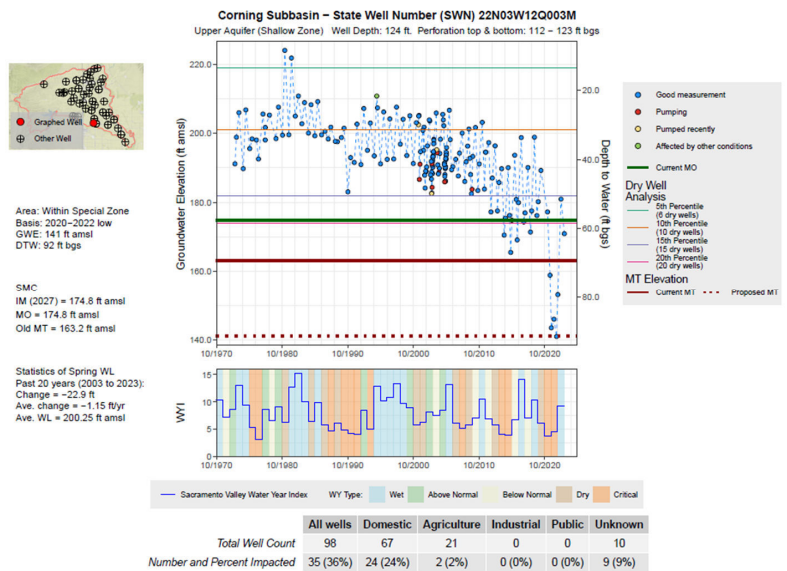 Corning Subbasin − State Well Number (SWN) 22N03W12Q003M
Upper Aquifer (Shallow Zone) Well Depth: 124 ft. Perforation top & bottom: 112 − 123 ft bgs
Graphed Well
Other Well
Area: Within Special Zone
Basis: 2020−2022 low
GWE: 141 ft amsl
DTW: 92 ft bgs
SMC
IM (2027) = 174.8 ft amsl
MO = 174.8 ft amsl
Old MT = 163.2 ft amsl
Statistics of Spring WL
Past 20 years (2003 to 2023):
Change = −22.9 ft
Ave. change = −1.15 ft/yr
Ave. WL = 200.25 ft amsl
Groundwater Elevation (ft amsl)
220.0
200.0
180.0
160.0
140.0
10/1970
10/1980
10/1990
10/2000
10/2010
10/2020
20.0
40.0
60.0
80.0
Depth to Water (ft bgs)
Good measurement
Pumping
Pumped recently
Affected by other conditions
Current MO
Dry Well
Analysis
5th Percentile
(6 dry wells)
10th Percentile
(10 dry wells)
15th Percentile
(15 dry wells)
20th Percentile
(20 dry wells)
MT Elevation
Current MT
Proposed MT
WYI
15
10
5
0
10/1970
10/1980
10/1990
10/2000
10/2010
10/2020
Sacramento Valley Water Year Index WY Type: Wet Above Normal Below Normal Dry Critical
All wells Domestic Agriculture Industrial Public Unknown
Total Well Count 98 67 21 0 0 10
Number and Percent Impacted 35 (36%) 24 (24%) 2 (2%) 0 (0%) 0 (0%) 9 (9%)